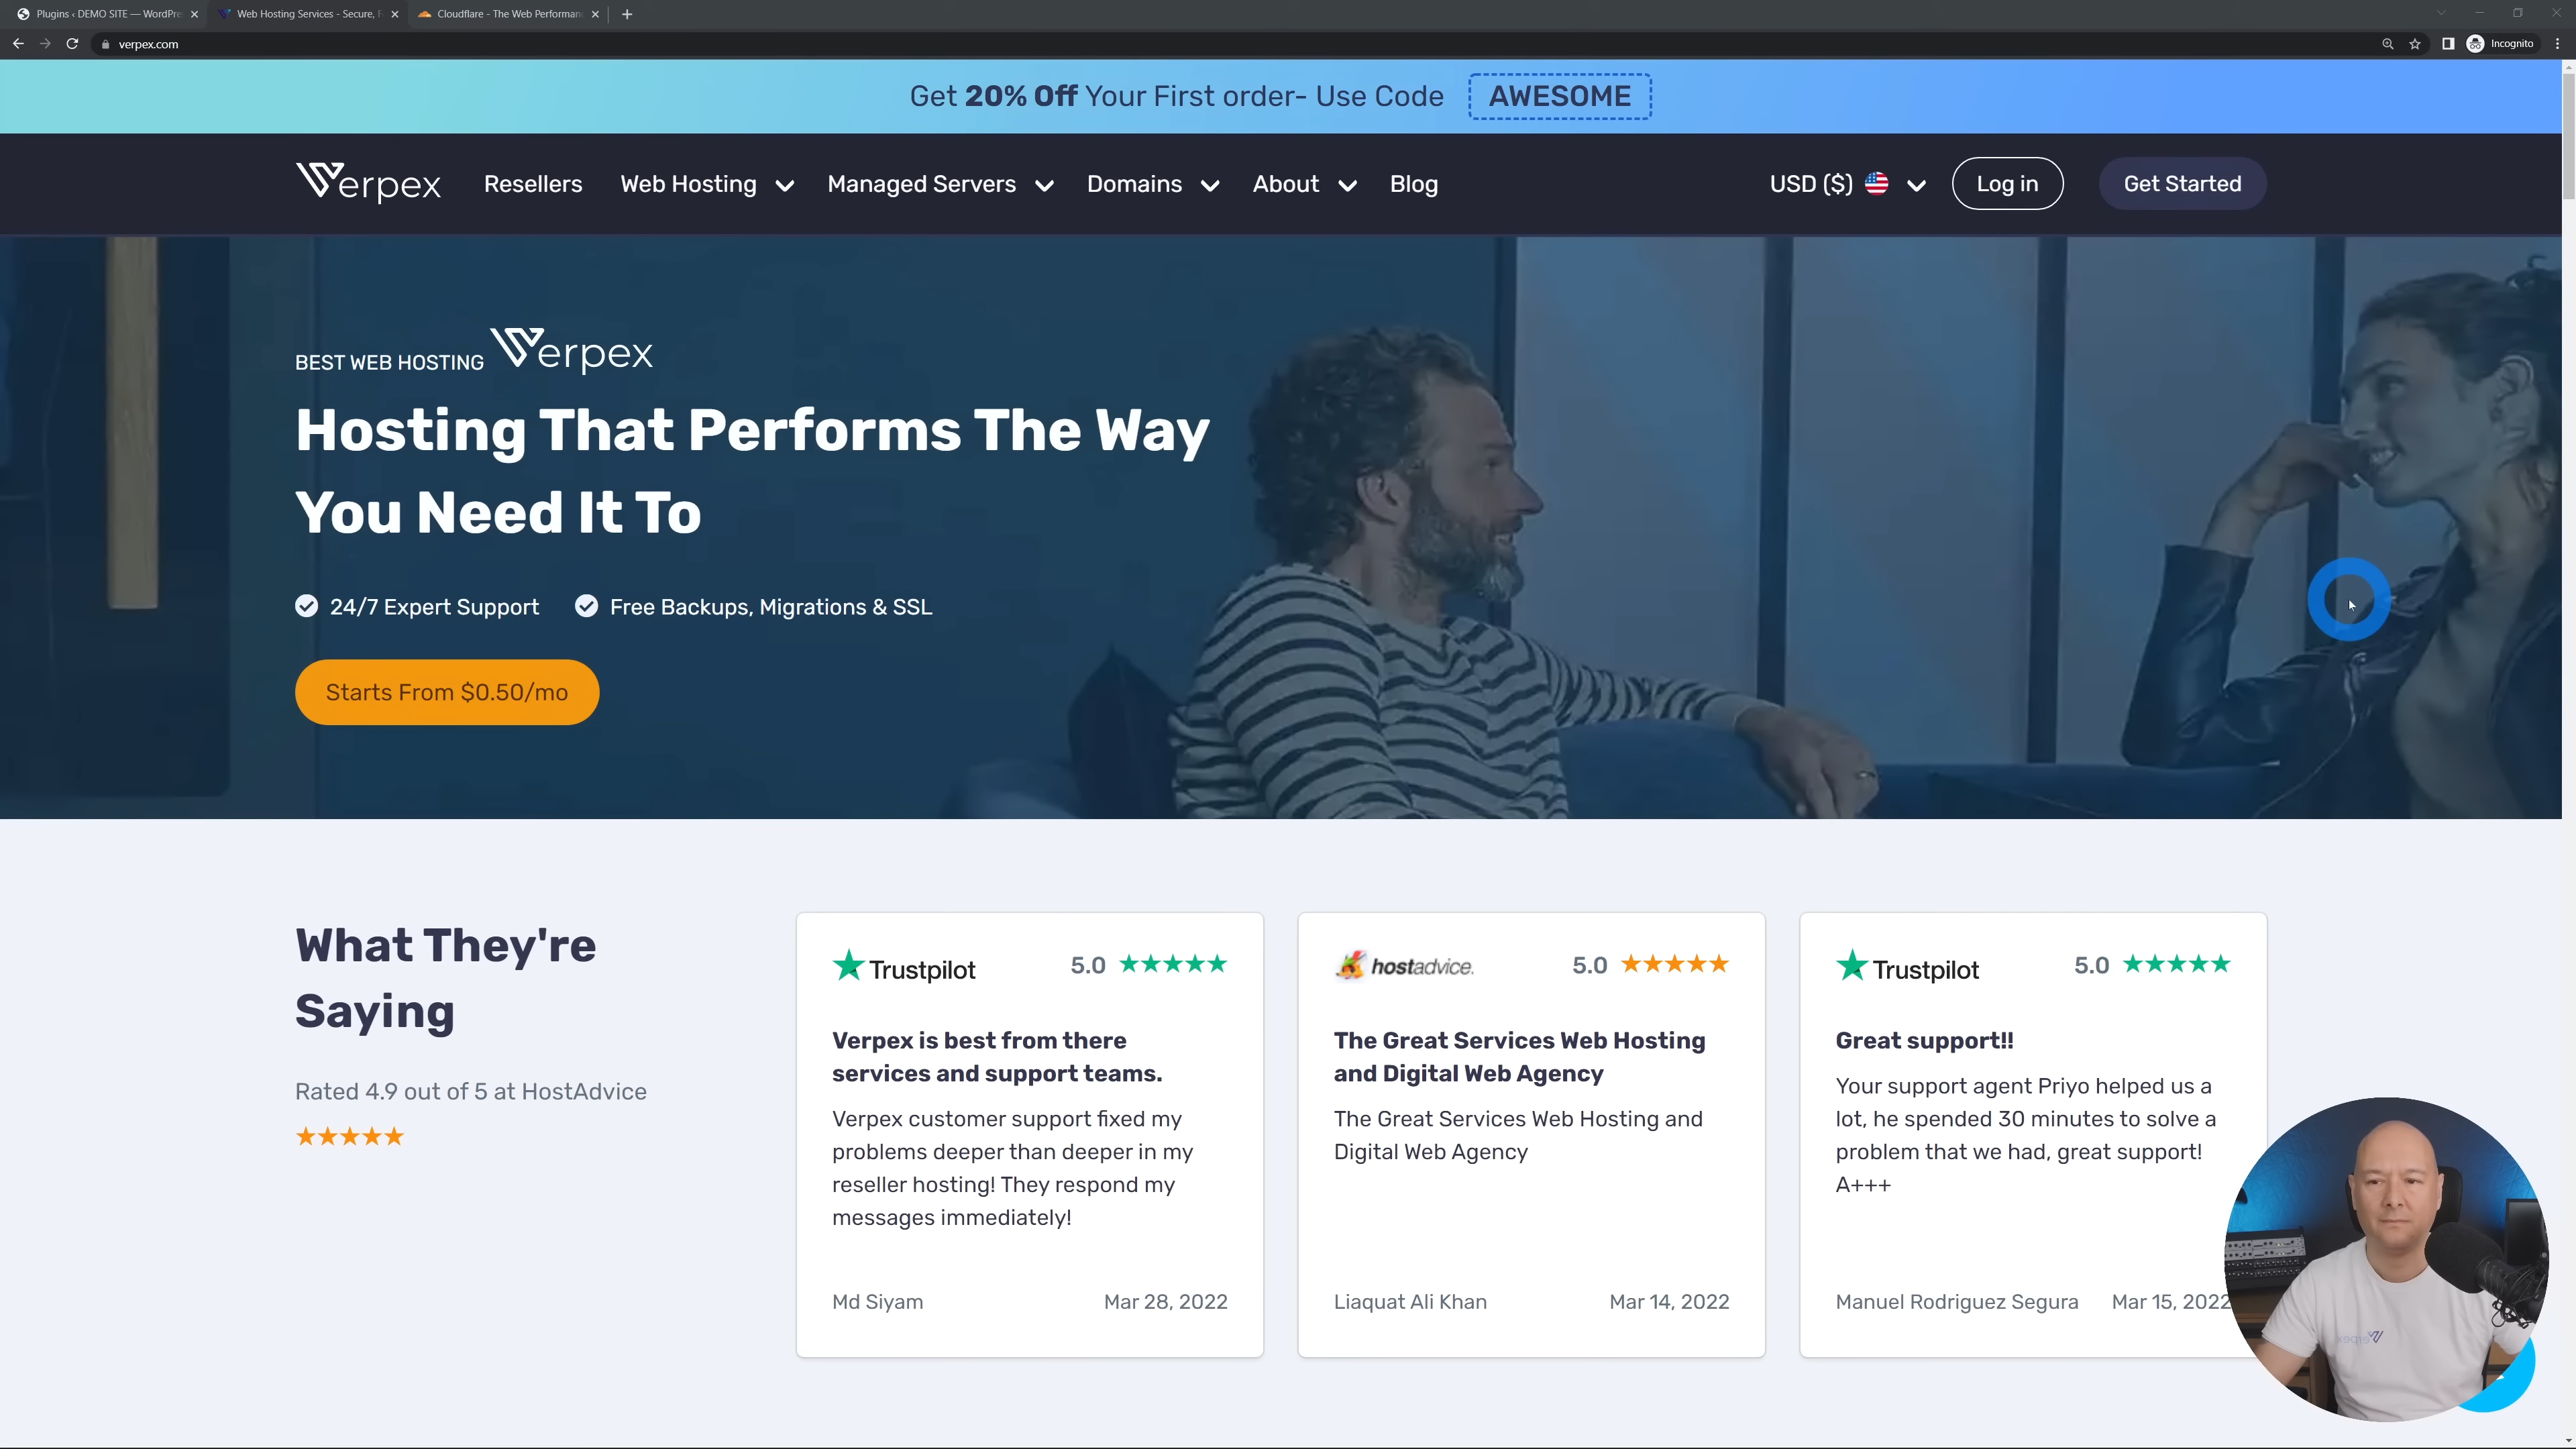 Plugins ‹ DEMO SITE — WordPre
Web Hosting Services - Secure, F
Cloudflare - The Web Performan
verpex.com
Incognito
Get 20% Off Your First order- Use Code AWESOME
Verpex
Resellers
Web Hosting
Managed Servers
Domains
About
Blog
USD ($)
Log in
Get Started
BEST WEB HOSTING Verpex
Hosting That Performs The Way
You Need It To
24/7 Expert Support
Free Backups, Migrations & SSL
Starts From $0.50/mo
What They're
Saying
Rated 4.9 out of 5 at HostAdvice
Trustpilot 5.0
Verpex is best from there
services and support teams.
Verpex customer support fixed my
problems deeper than deeper in my
reseller hosting! They respond my
messages immediately!
Md Siyam Mar 28, 2022
hostadvice. 5.0
The Great Services Web Hosting
and Digital Web Agency
The Great Services Web Hosting and
Digital Web Agency
Liaquat Ali Khan Mar 14, 2022
Trustpilot 5.0
Great support!!
Your support agent Priyo helped us a
lot, he spended 30 minutes to solve a
problem that we had, great support!
A+++
Manuel Rodriguez Segura Mar 15, 2022
Verpex